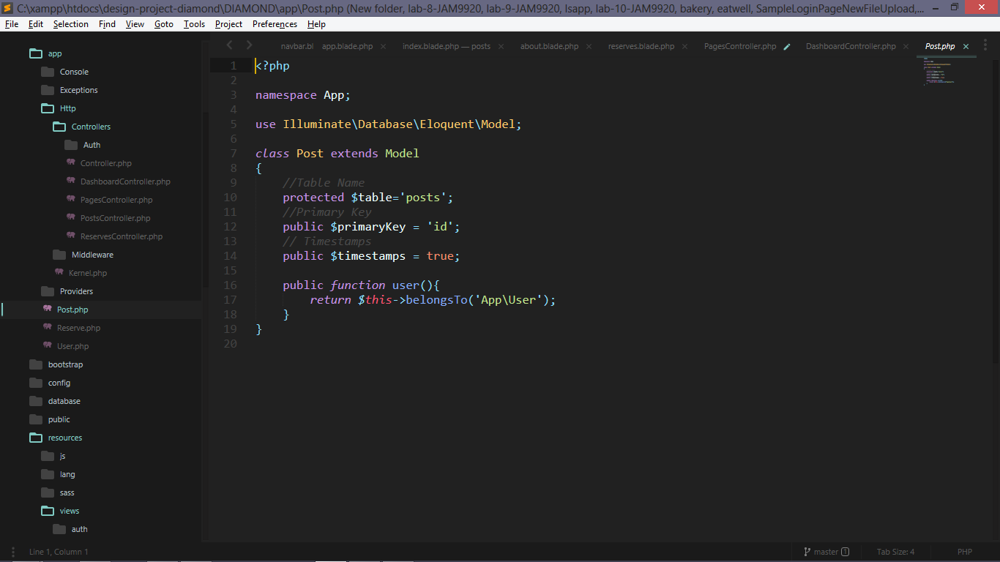 C:\xampp\htdocs\design-project-diamond\DIAMOND\app\Post.php (New folder, lab-8-JAM9920, lab-9-JAM9920, lsapp, lab-10-JAM9920, bakery, eatwell, SampleLoginPageNewFileUpload,...
File Edit Selection Find View Goto Tools Project Preferences Help
navbar.bl app.blade.php index.blade.php — posts about.blade.php reserves.blade.php PagesController.php DashboardController.php Post.php
app
Console
Exceptions
Http
Controllers
Auth
Controller.php
DashboardController.php
PagesController.php
PostsController.php
ReservesController.php
Middleware
Kernel.php
Providers
Post.php
Reserve.php
User.php
bootstrap
config
database
public
resources
js
lang
sass
views
auth
1 <?php
2
3 namespace App;
4
5 use Illuminate\Database\Eloquent\Model;
6
7 class Post extends Model
8 {
9 //Table Name
10 protected $table='posts';
11 //Primary Key
12 public $primaryKey = 'id';
13 // Timestamps
14 public $timestamps = true;
15
16 public function user(){
17 return $this->belongsTo('App\User');
18 }
19 }
20
Line 1, Column 1 master 1 Tab Size: 4 PHP